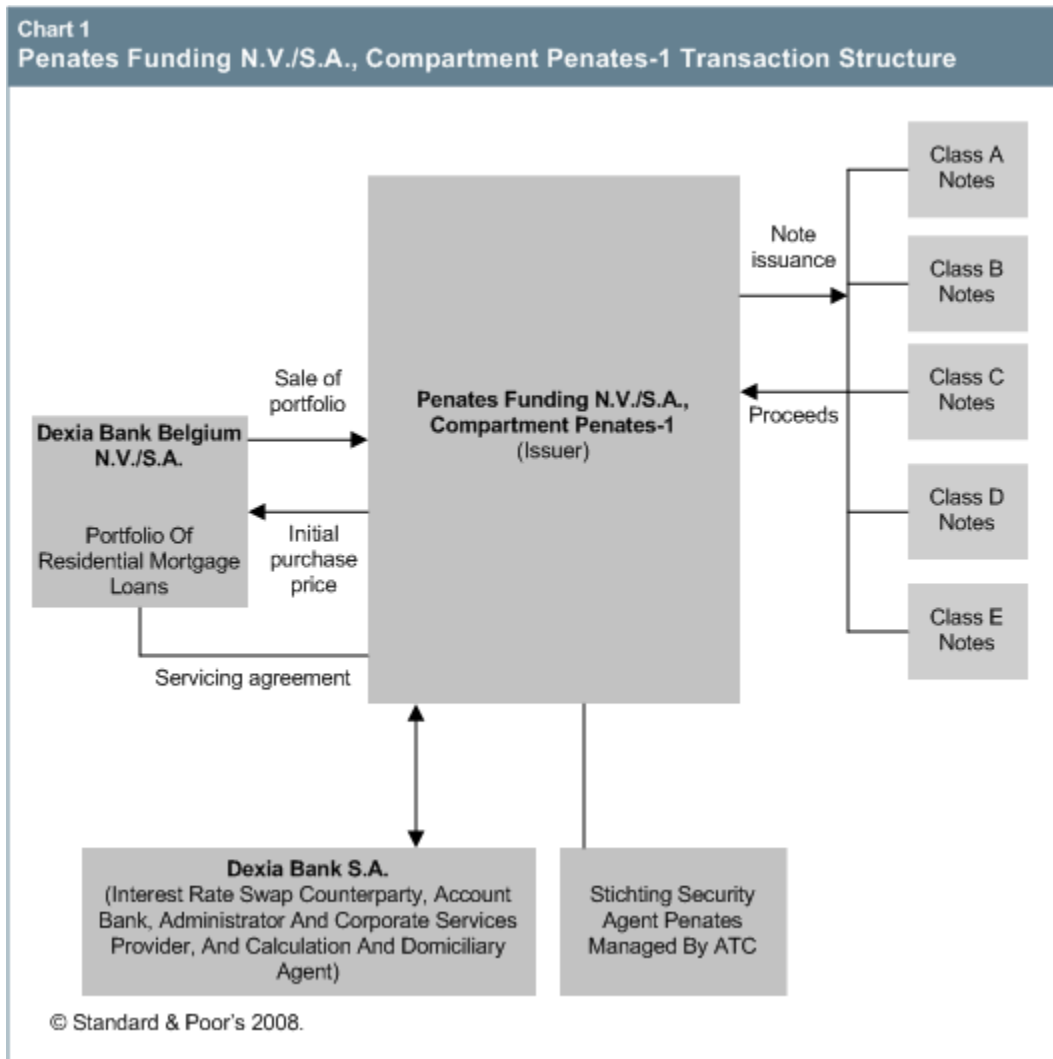 Chart 1
Penates Funding N.V./S.A., Compartment Penates-1 Transaction Structure
Class A
Notes
Note
issuance
Class B
Notes
Sale of
portfolio
Class C
Notes
Proceeds
Penates Funding N.V./S.A.,
Compartment Penates-1
(Issuer)
Dexia Bank Belgium
N.V./S.A.
Portfolio Of
Residential Mortgage
Loans
Initial
purchase
price
Class D
Notes
Class E
Notes
Servicing agreement
Dexia Bank S.A.
(Interest Rate Swap Counterparty, Account
Bank, Administrator And Corporate Services
Provider, And Calculation And Domiciliary
Agent)
Stichting Security
Agent Penates
Managed By ATC
© Standard & Poor's 2008.